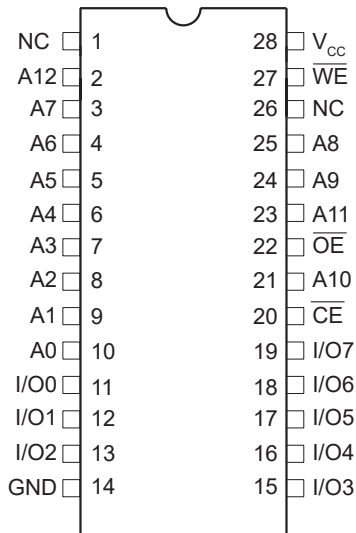 NC 1 28 VCC
A12 2 27 WE
A7 3 26 NC
A6 4 25 A8
A5 5 24 A9
A4 6 23 A11
A3 7 22 OE
A2 8 21 A10
A1 9 20 CE
A0 10 19 I/O7
I/O0 11 18 I/O6
I/O1 12 17 I/O5
I/O2 13 16 I/O4
GND 14 15 I/O3